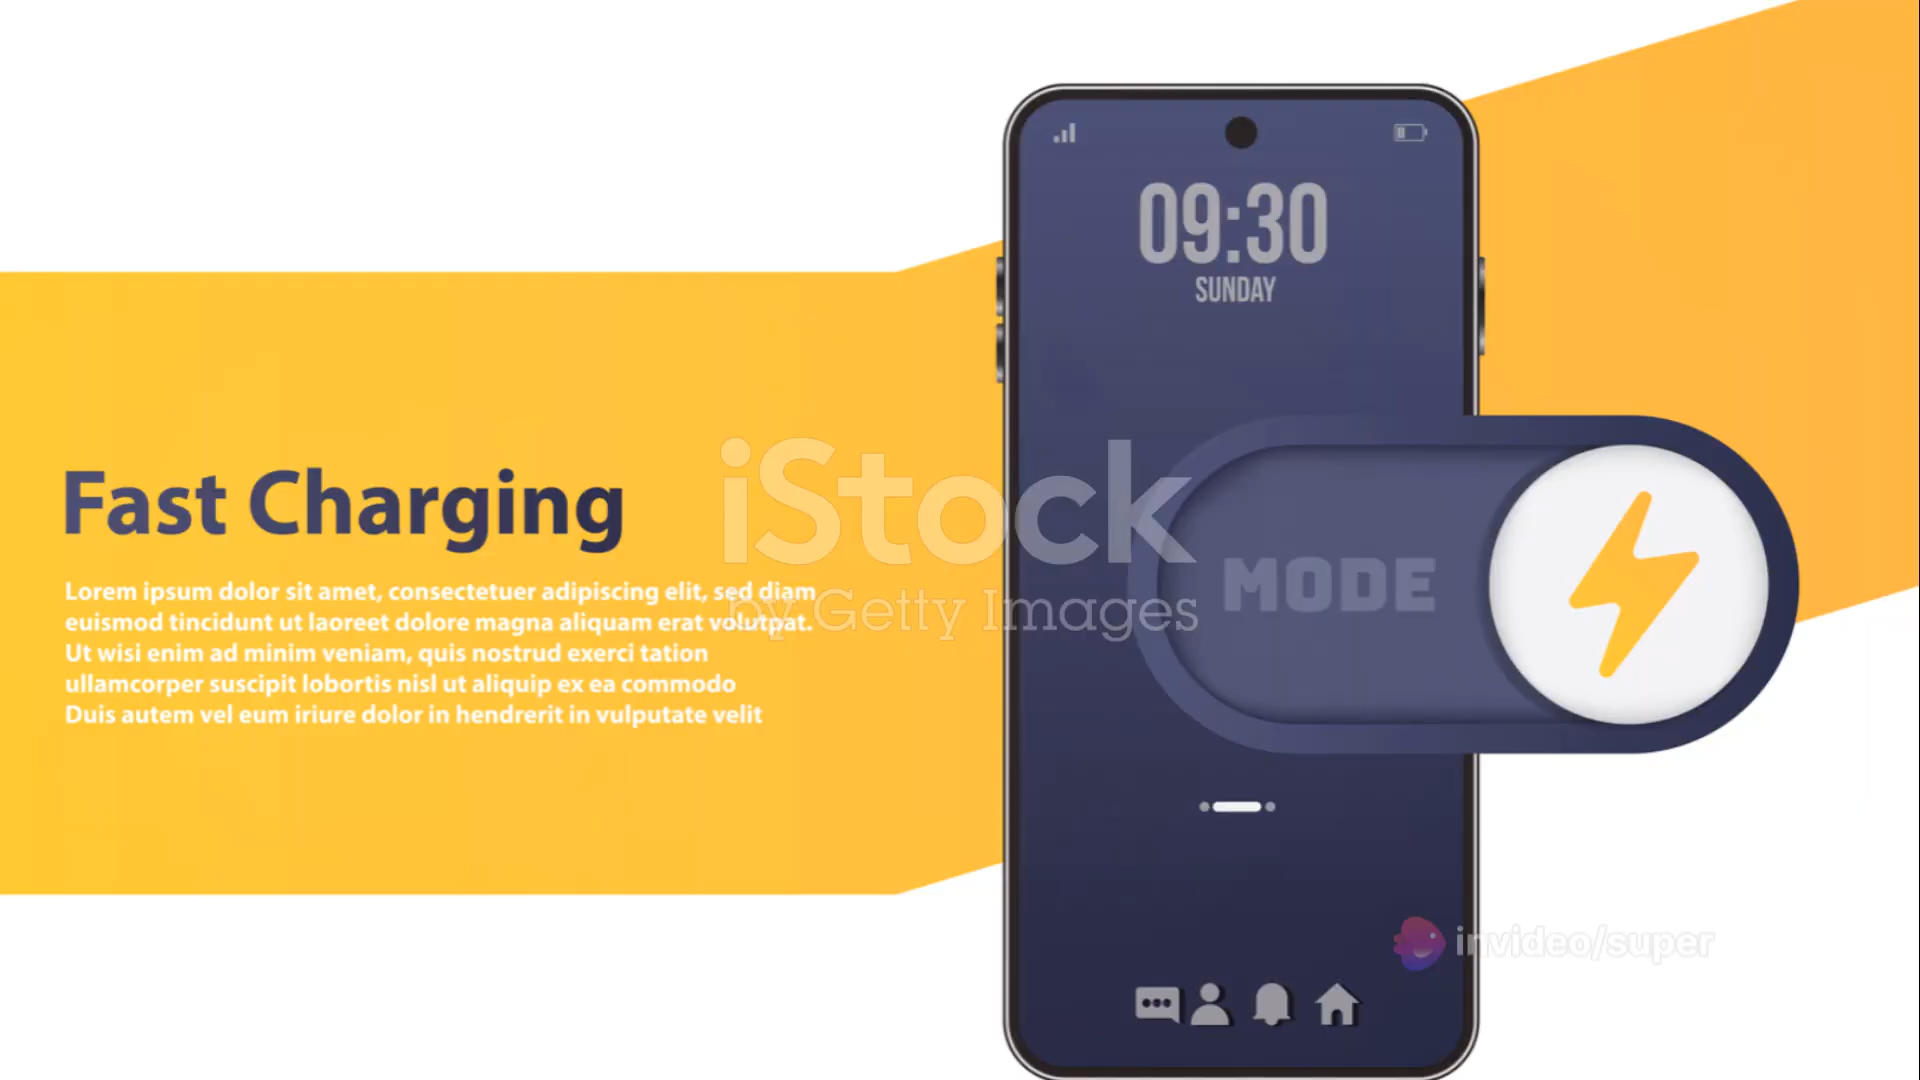 09:30
SUNDAY
Fast Charging
Lorem ipsum dolor sit amet, consectetuer adipiscing elit, sed diam
euismod tincidunt ut laoreet dolore magna aliquam erat volutpat.
Ut wisi enim ad minim veniam, quis nostrud exerci tation
ullamcorper suscipit lobortis nisl ut aliquip ex ea commodo
Duis autem vel eum iriure dolor in hendrerit in vulputate velit
iStock
by Getty Images
MODE
invideo/super